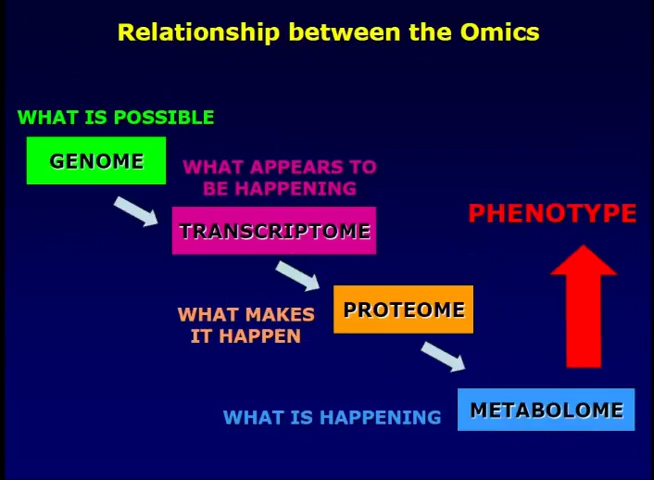 Relationship between the Omics
WHAT IS POSSIBLE
GENOME
WHAT APPEARS TO
BE HAPPENING
TRANSCRIPTOME
PHENOTYPE
WHAT MAKES
IT HAPPEN
PROTEOME
WHAT IS HAPPENING
METABOLOME